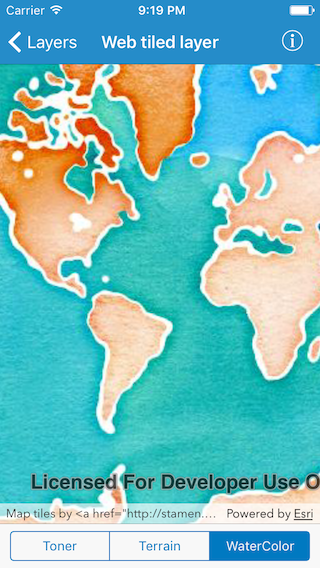 Carrier 9:19 PM
Layers Web tiled layer
Licensed For Developer Use O
Map tiles by <a href="http://stamen.... Powered by Esri
Toner Terrain WaterColor